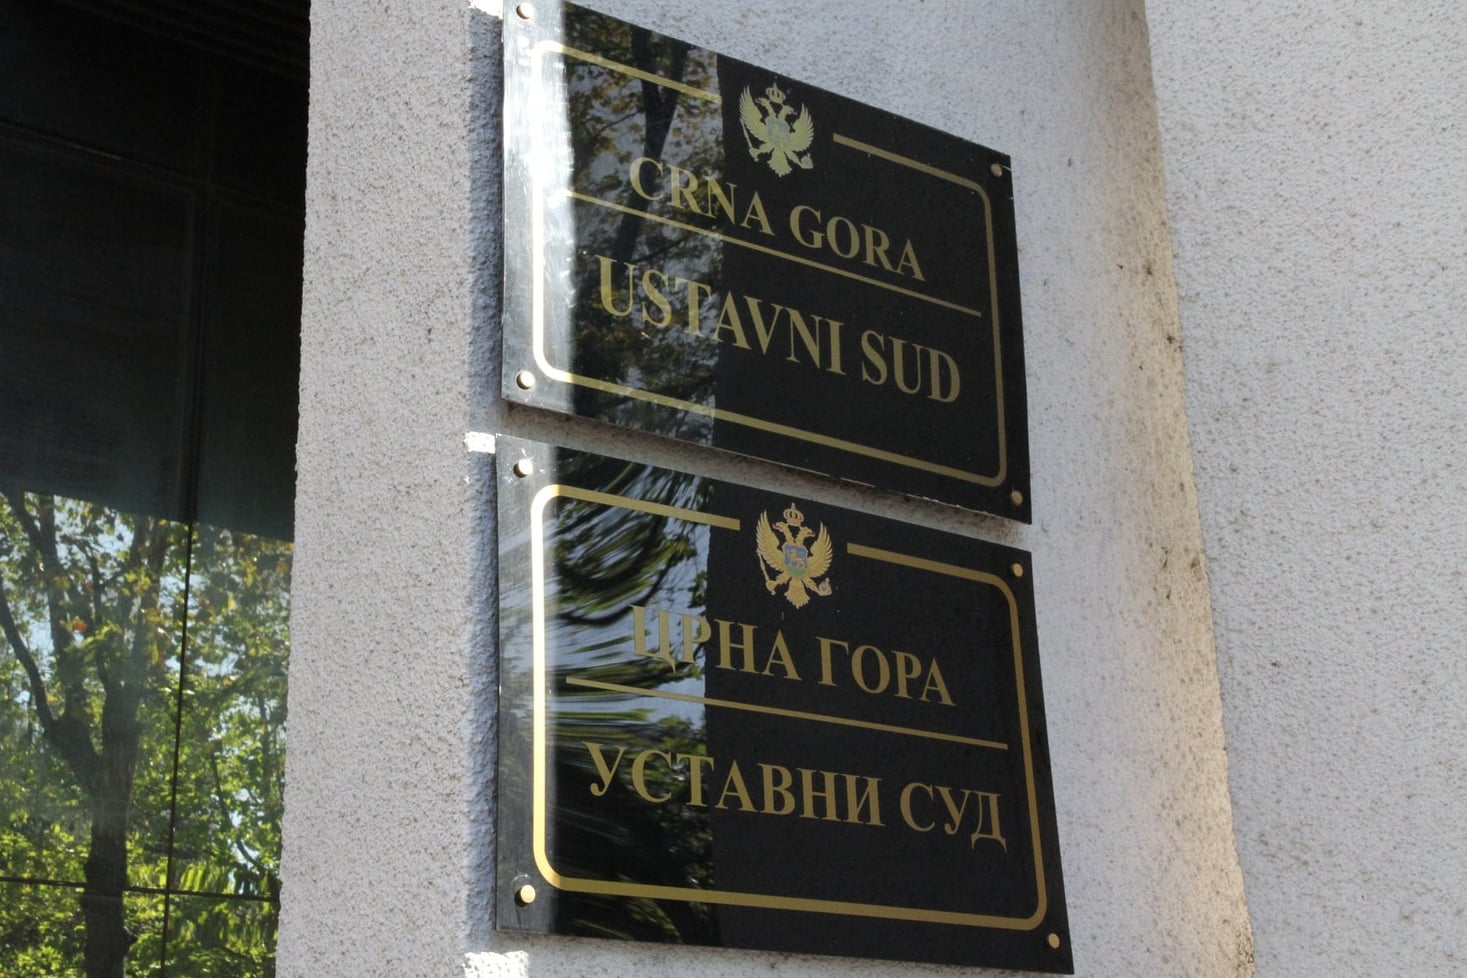 CRNA GORA
USTAVNI SUD
ЦРНА ГОРА
УСТАВНИ СУД